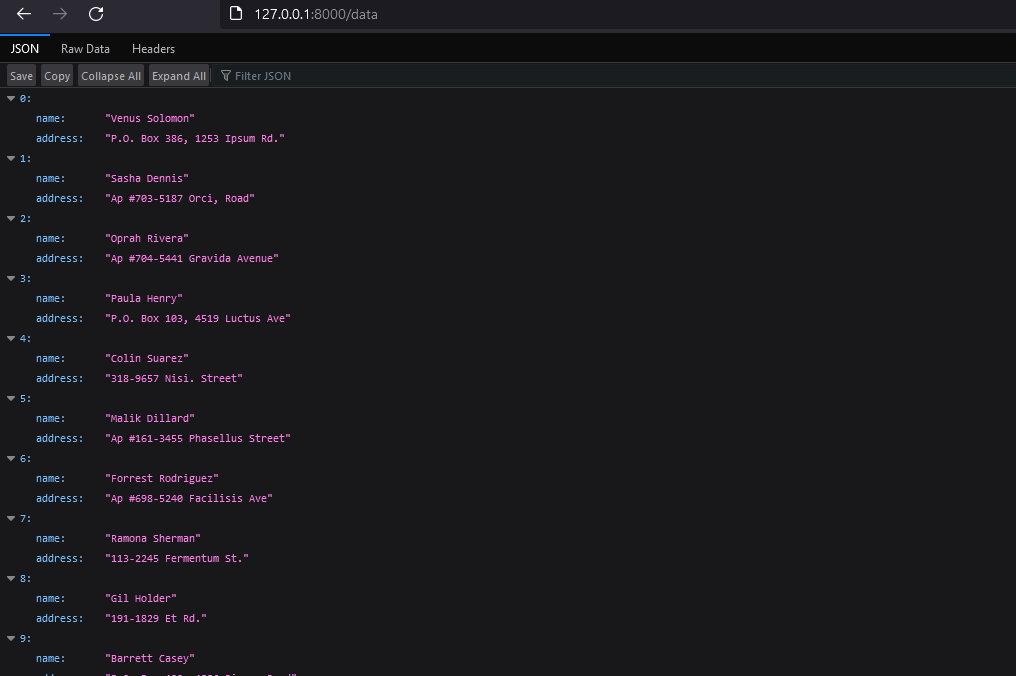 127.0.0.1:8000/data
JSON Raw Data Headers
Save Copy Collapse All Expand All Filter JSON
0:
name: "Venus Solomon"
address: "P.O. Box 386, 1253 Ipsum Rd."
1:
name: "Sasha Dennis"
address: "Ap #703-5187 Orci, Road"
2:
name: "Oprah Rivera"
address: "Ap #704-5441 Gravida Avenue"
3:
name: "Paula Henry"
address: "P.O. Box 103, 4519 Luctus Ave"
4:
name: "Colin Suarez"
address: "318-9657 Nisi. Street"
5:
name: "Malik Dillard"
address: "Ap #161-3455 Phasellus Street"
6:
name: "Forrest Rodriguez"
address: "Ap #698-5240 Facilisis Ave"
7:
name: "Ramona Sherman"
address: "113-2245 Fermentum St."
8:
name: "Gil Holder"
address: "191-1829 Et Rd."
9:
name: "Barrett Casey"